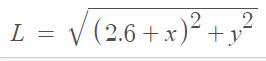 L = √((2.6 + x)² + y²)